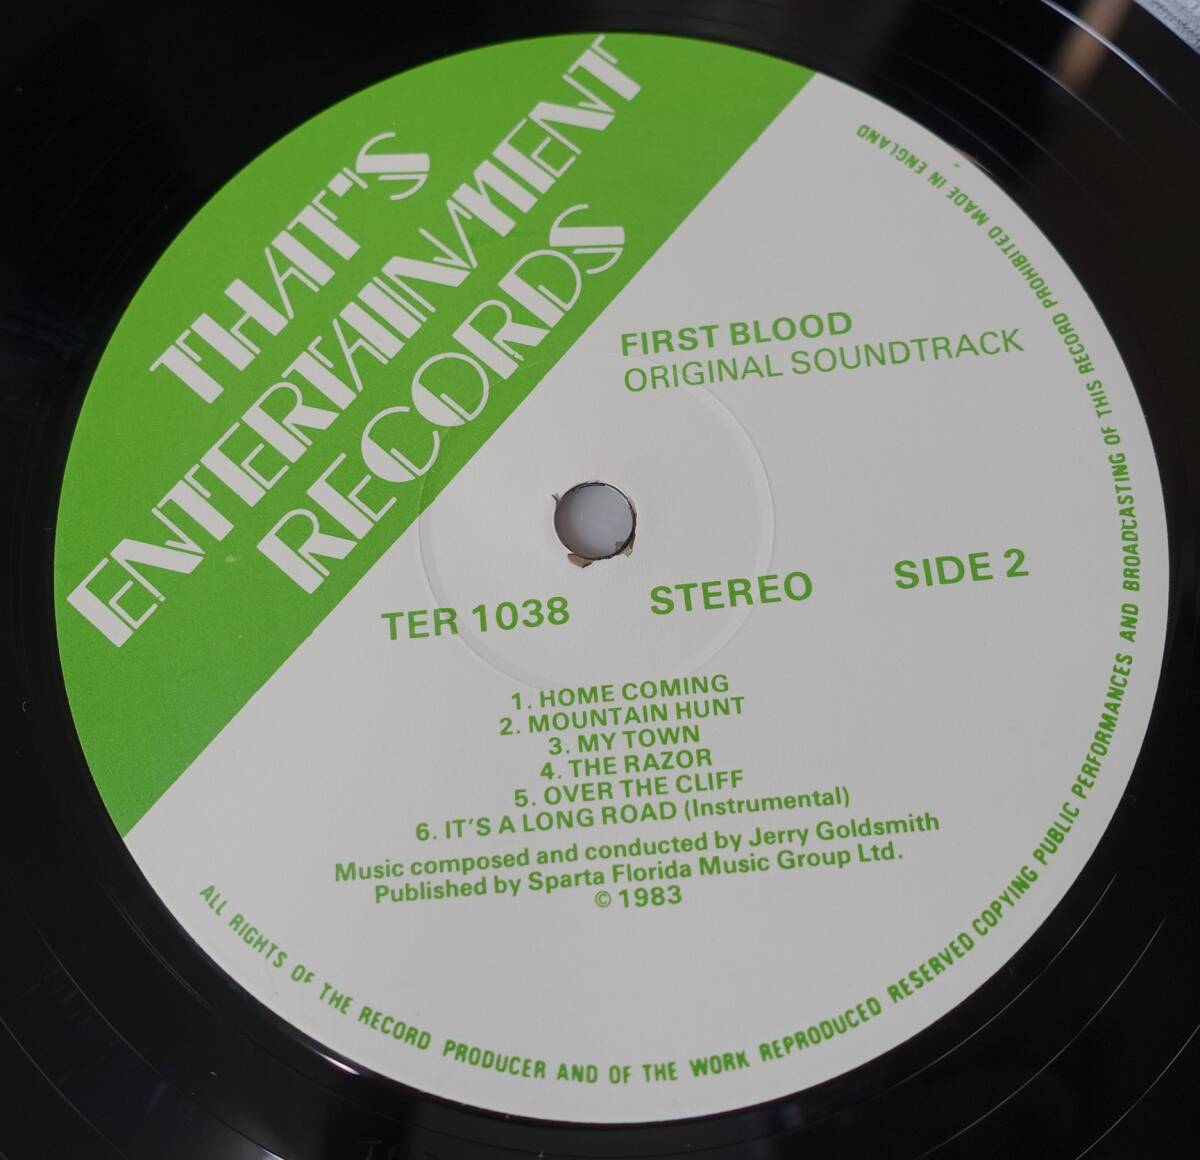 THAT'S
ENTERTAINMENT
RECORDS
FIRST BLOOD
ORIGINAL SOUNDTRACK
TER 1038 STEREO SIDE 2
1. HOME COMING
2. MOUNTAIN HUNT
3. MY TOWN
4. THE RAZOR
5. OVER THE CLIFF
6. IT'S A LONG ROAD (Instrumental)
Music composed and conducted by Jerry Goldsmith
Published by Sparta Florida Music Group Ltd.
© 1983
ALL RIGHTS OF THE RECORD PRODUCER AND OF THE WORK REPRODUCED RESERVED COPYING PUBLIC PERFORMANCES AND BROADCASTING OF THIS RECORD PROHIBITED MADE IN ENGLAND